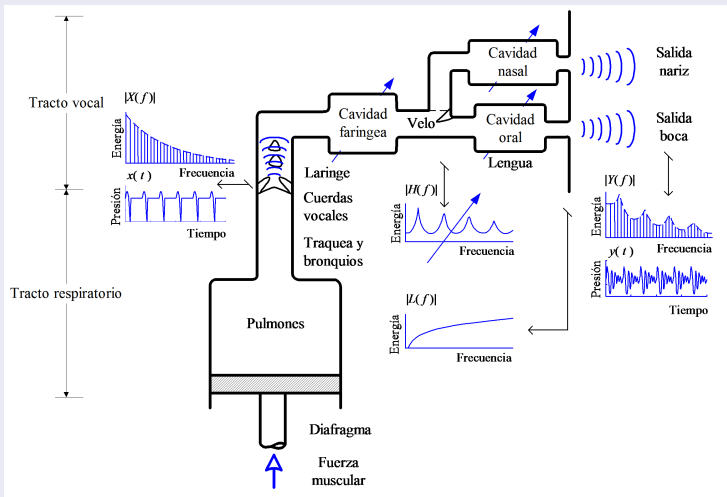 Cavidad
nasal
Salida
nariz
Tracto vocal
|X(f)|
Energía
Frecuencia
x(t)
Presión
Tiempo
Cavidad
faringea
Velo
Cavidad
oral
Salida
boca
Laringe
Lengua
Cuerdas
vocales
Traquea y
bronquios
|H(f)|
Energía
Frecuencia
|Y(f)|
Energía
Frecuencia
y(t)
Presión
Tiempo
Tracto respiratorio
Pulmones
|L(f)|
Energía
Frecuencia
Diafragma
Fuerza
muscular